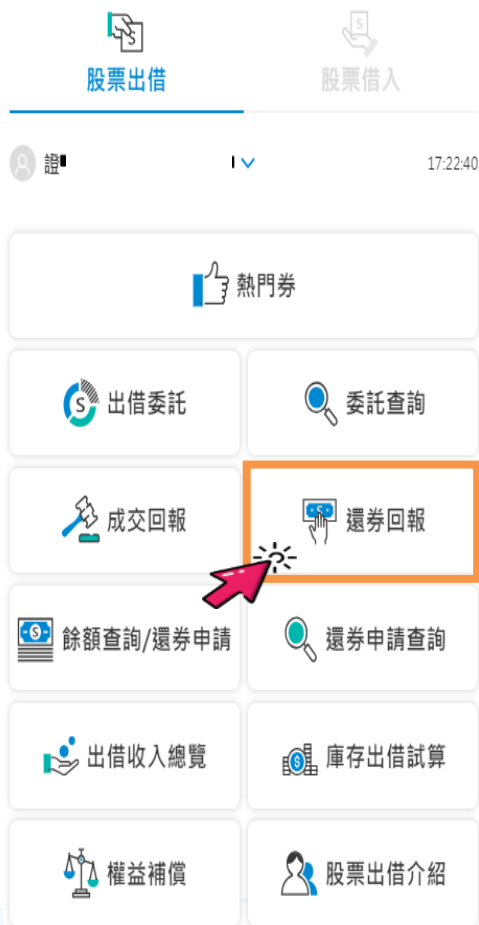 股票出借
股票借入
證
17:22:40
熱門券
出借委託
委託查詢
成交回報
還券回報
餘額查詢/還券申請
還券申請查詢
出借收入總覽
庫存出借試算
權益補償
股票出借介紹